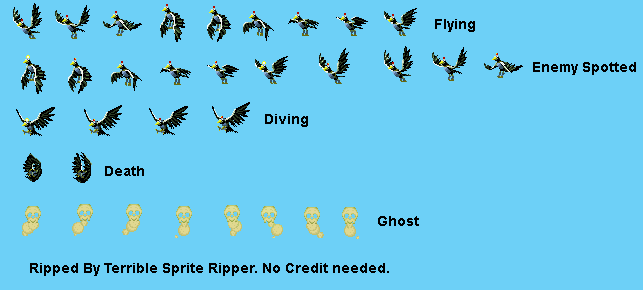 Flying
Enemy Spotted
Diving
Death
Ghost
Ripped By Terrible Sprite Ripper. No Credit needed.